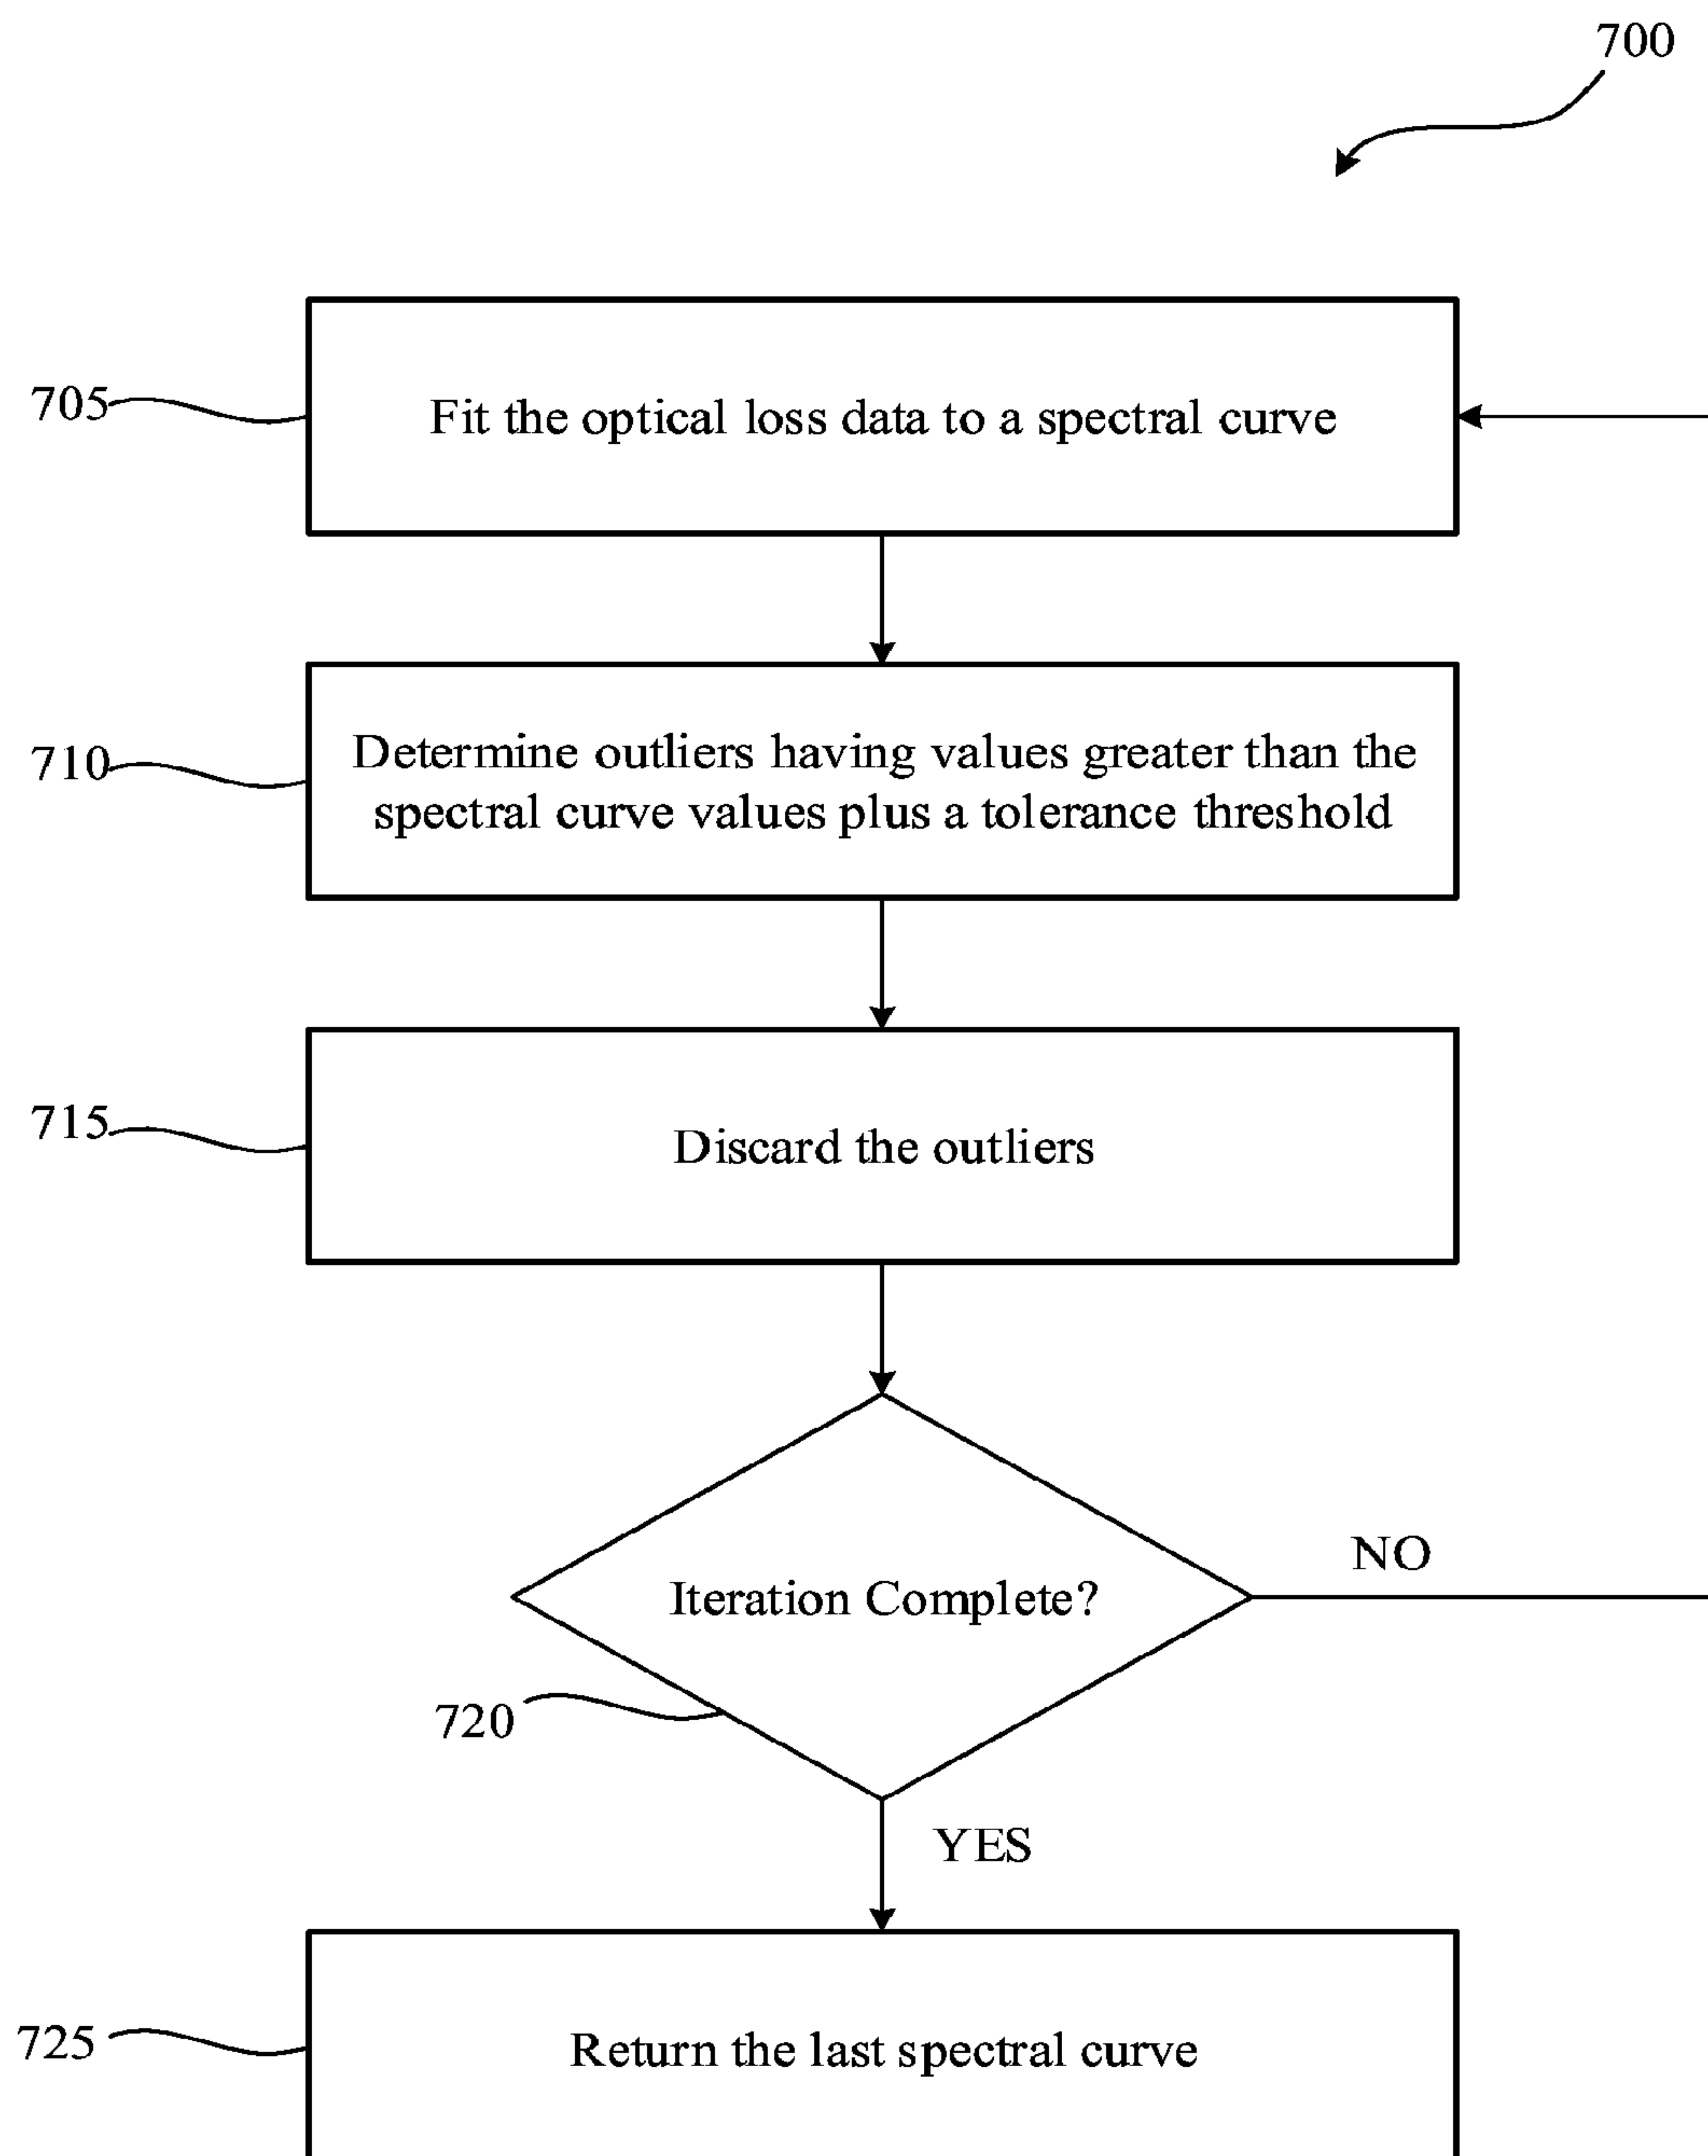 700
705
Fit the optical loss data to a spectral curve
710
Determine outliers having values greater than the
spectral curve values plus a tolerance threshold
715
Discard the outliers
Iteration Complete?
NO
720
YES
725
Return the last spectral curve